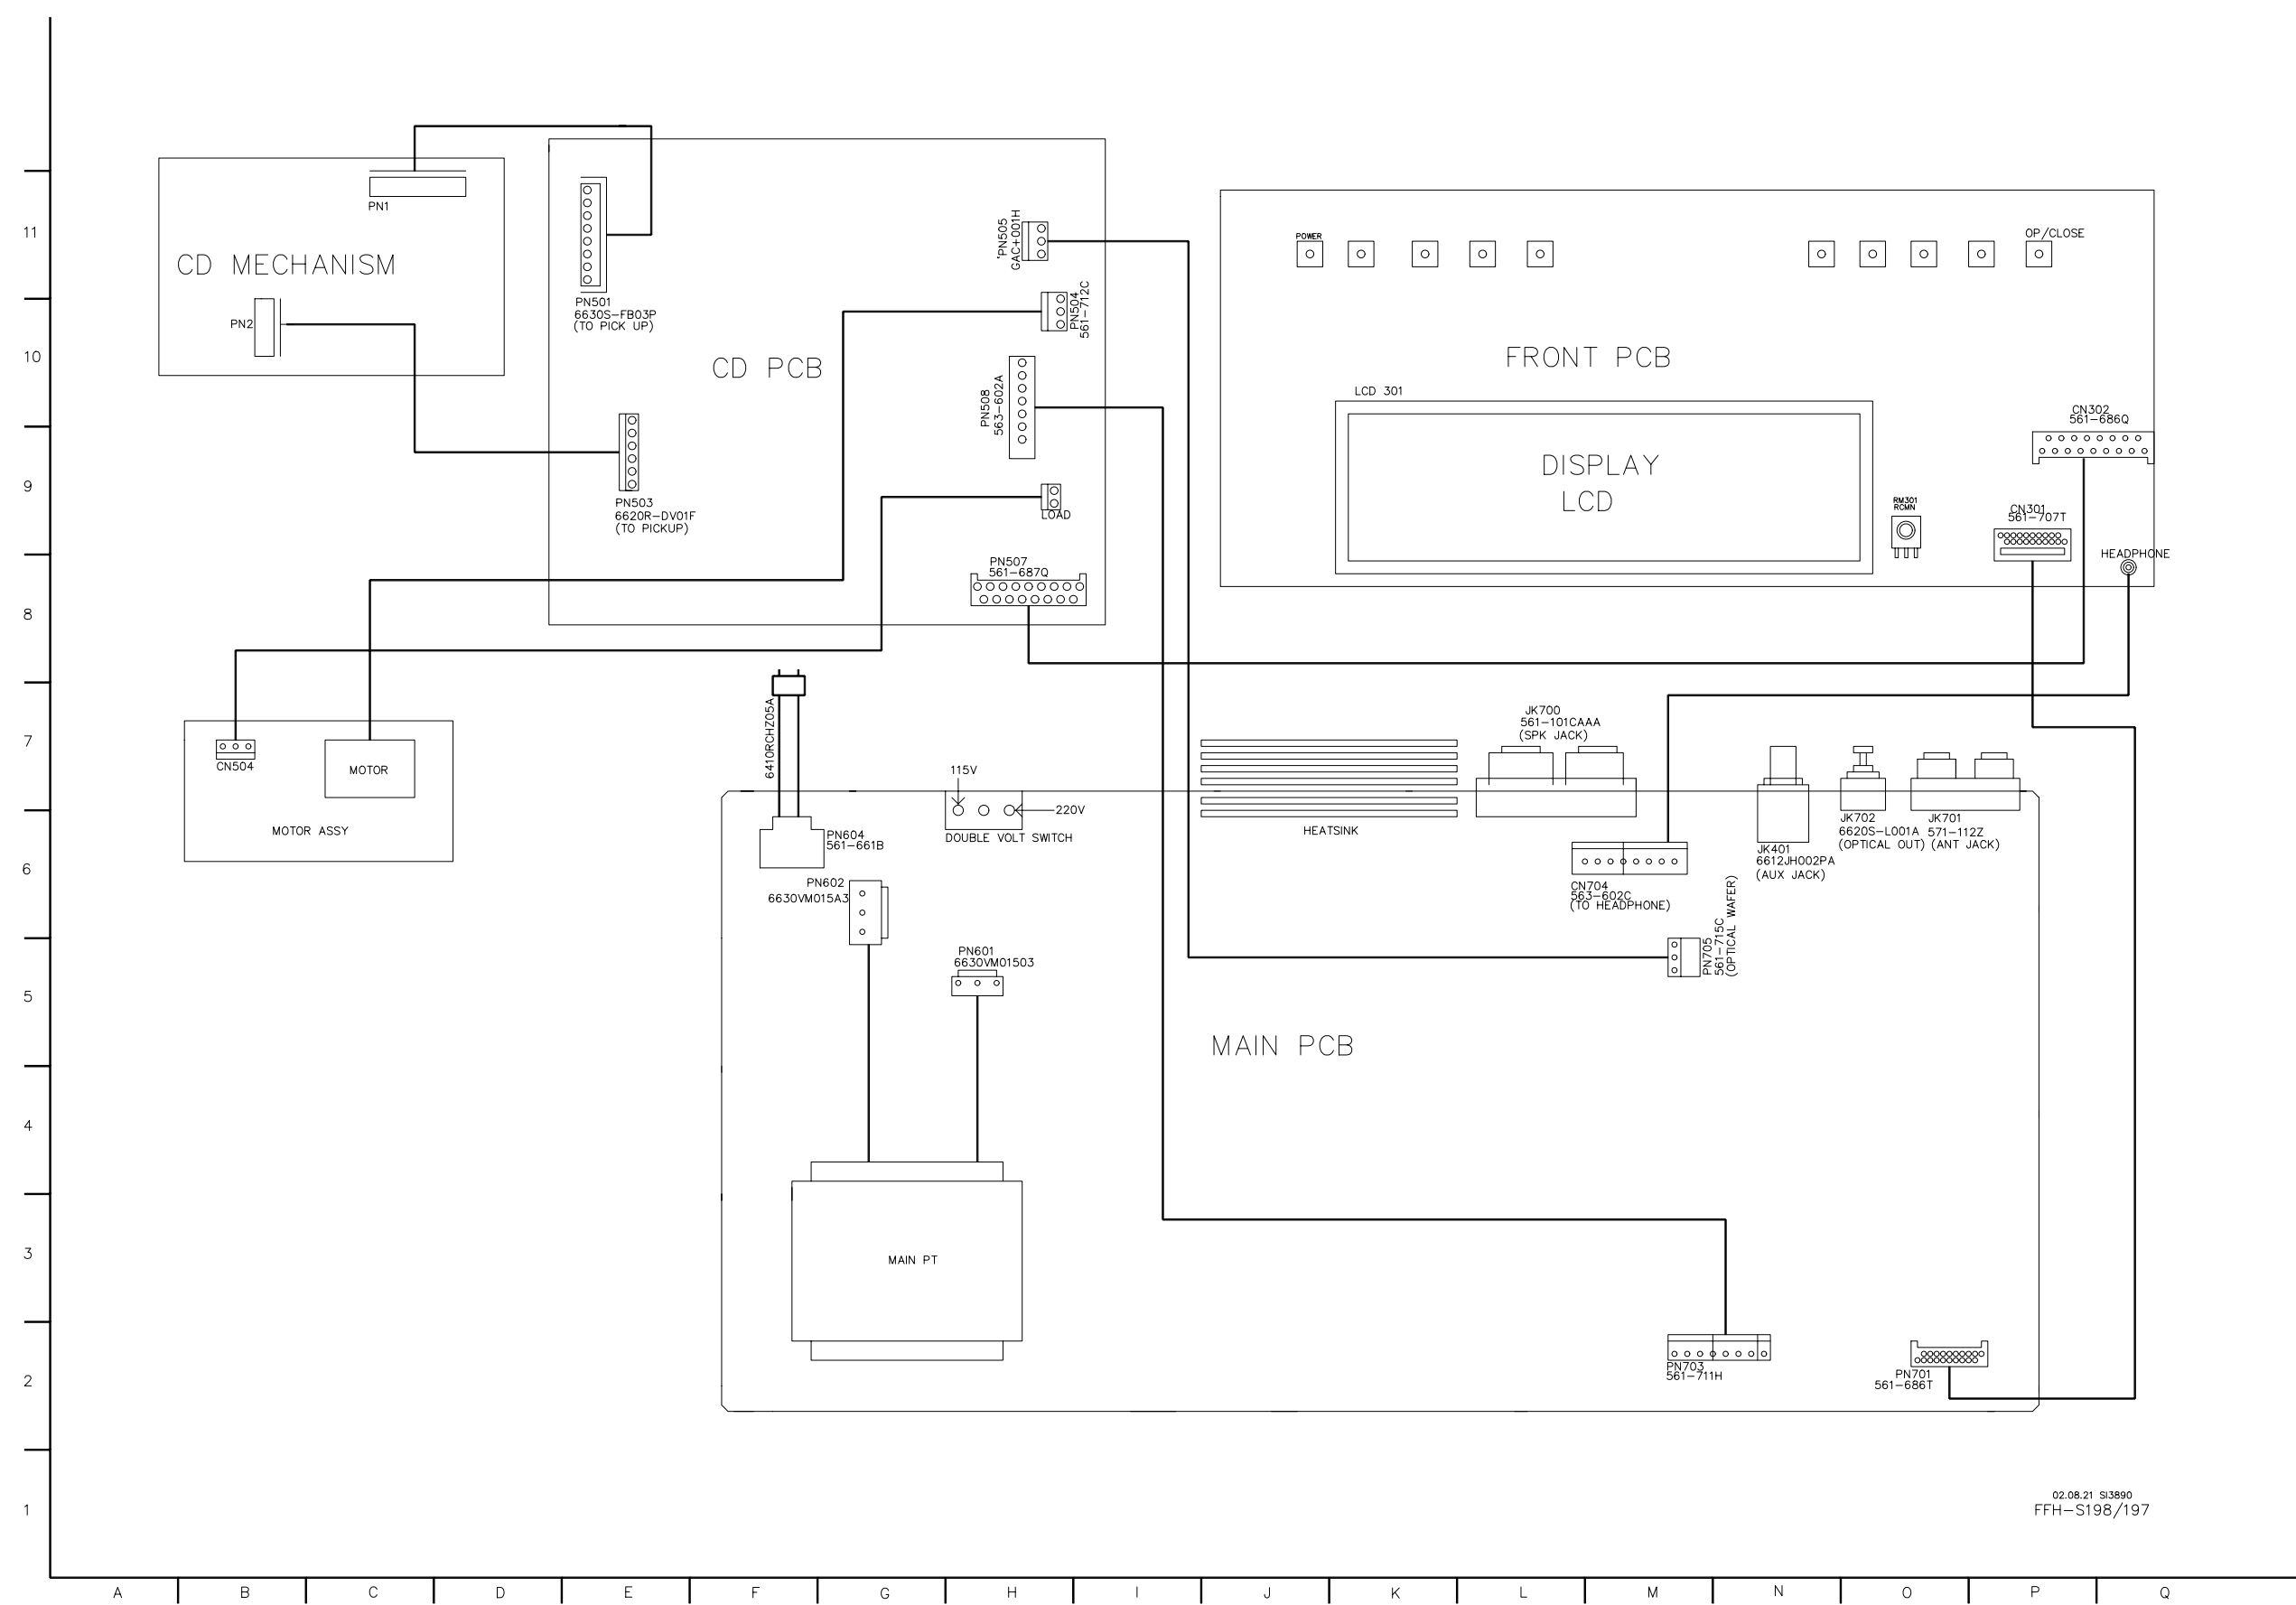 PN1
CD MECHANISM
PN2
PN501
6630S-FB03P
(TO PICK UP)
CD PCB
PN503
6620R-DV01F
(TO PICKUP)
'PN505
GAC+001H
PN504
561-712C
PN508
563-602A
LOAD
PN507
561-687Q
POWER
OP/CLOSE
FRONT PCB
LCD 301
DISPLAY
LCD
CN302
561-686Q
RM301
RCMN
CN301
561-707T
HEADPHONE
CN504
MOTOR
MOTOR ASSY
6410RCHZ05A
115V
220V
DOUBLE VOLT SWITCH
PN604
561-661B
PN602
6630VM015A3
PN601
6630VM01503
HEATSINK
JK700
561-101CAAA
(SPK JACK)
CN704
563-602C
(TO HEADPHONE)
JK401
6612JH002PA
(AUX JACK)
JK702
6620S-L001A
(OPTICAL OUT)
JK701
571-112Z
(ANT JACK)
PN705
561-715C
(OPTICAL WAFER)
MAIN PCB
MAIN PT
PN703
561-711H
PN701
561-686T
02.08.21 SI3890
FFH-S198/197
11
10
9
8
7
6
5
4
3
2
1
A B C D E F G H I J K L M N O P Q